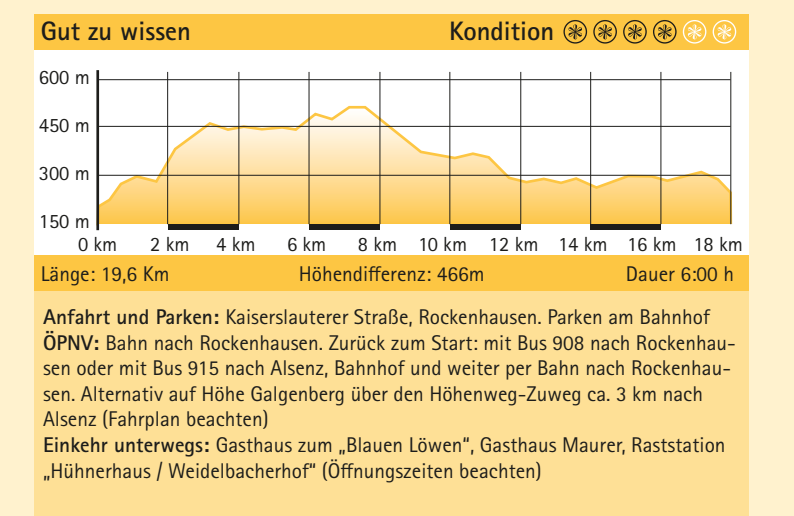 Gut zu wissen Kondition
600 m
450 m
300 m
150 m
0 km 2 km 4 km 6 km 8 km 10 km 12 km 14 km 16 km 18 km
Länge: 19,6 Km Höhendifferenz: 466m Dauer 6:00 h
Anfahrt und Parken: Kaiserslauterer Straße, Rockenhausen. Parken am Bahnhof
ÖPNV: Bahn nach Rockenhausen. Zurück zum Start: mit Bus 908 nach Rockenhau-
sen oder mit Bus 915 nach Alsenz, Bahnhof und weiter per Bahn nach Rockenhau-
sen. Alternativ auf Höhe Galgenberg über den Höhenweg-Zuweg ca. 3 km nach
Alsenz (Fahrplan beachten)
Einkehr unterwegs: Gasthaus zum „Blauen Löwen“, Gasthaus Maurer, Raststation
„Hühnerhaus / Weidelbacherhof“ (Öffnungszeiten beachten)